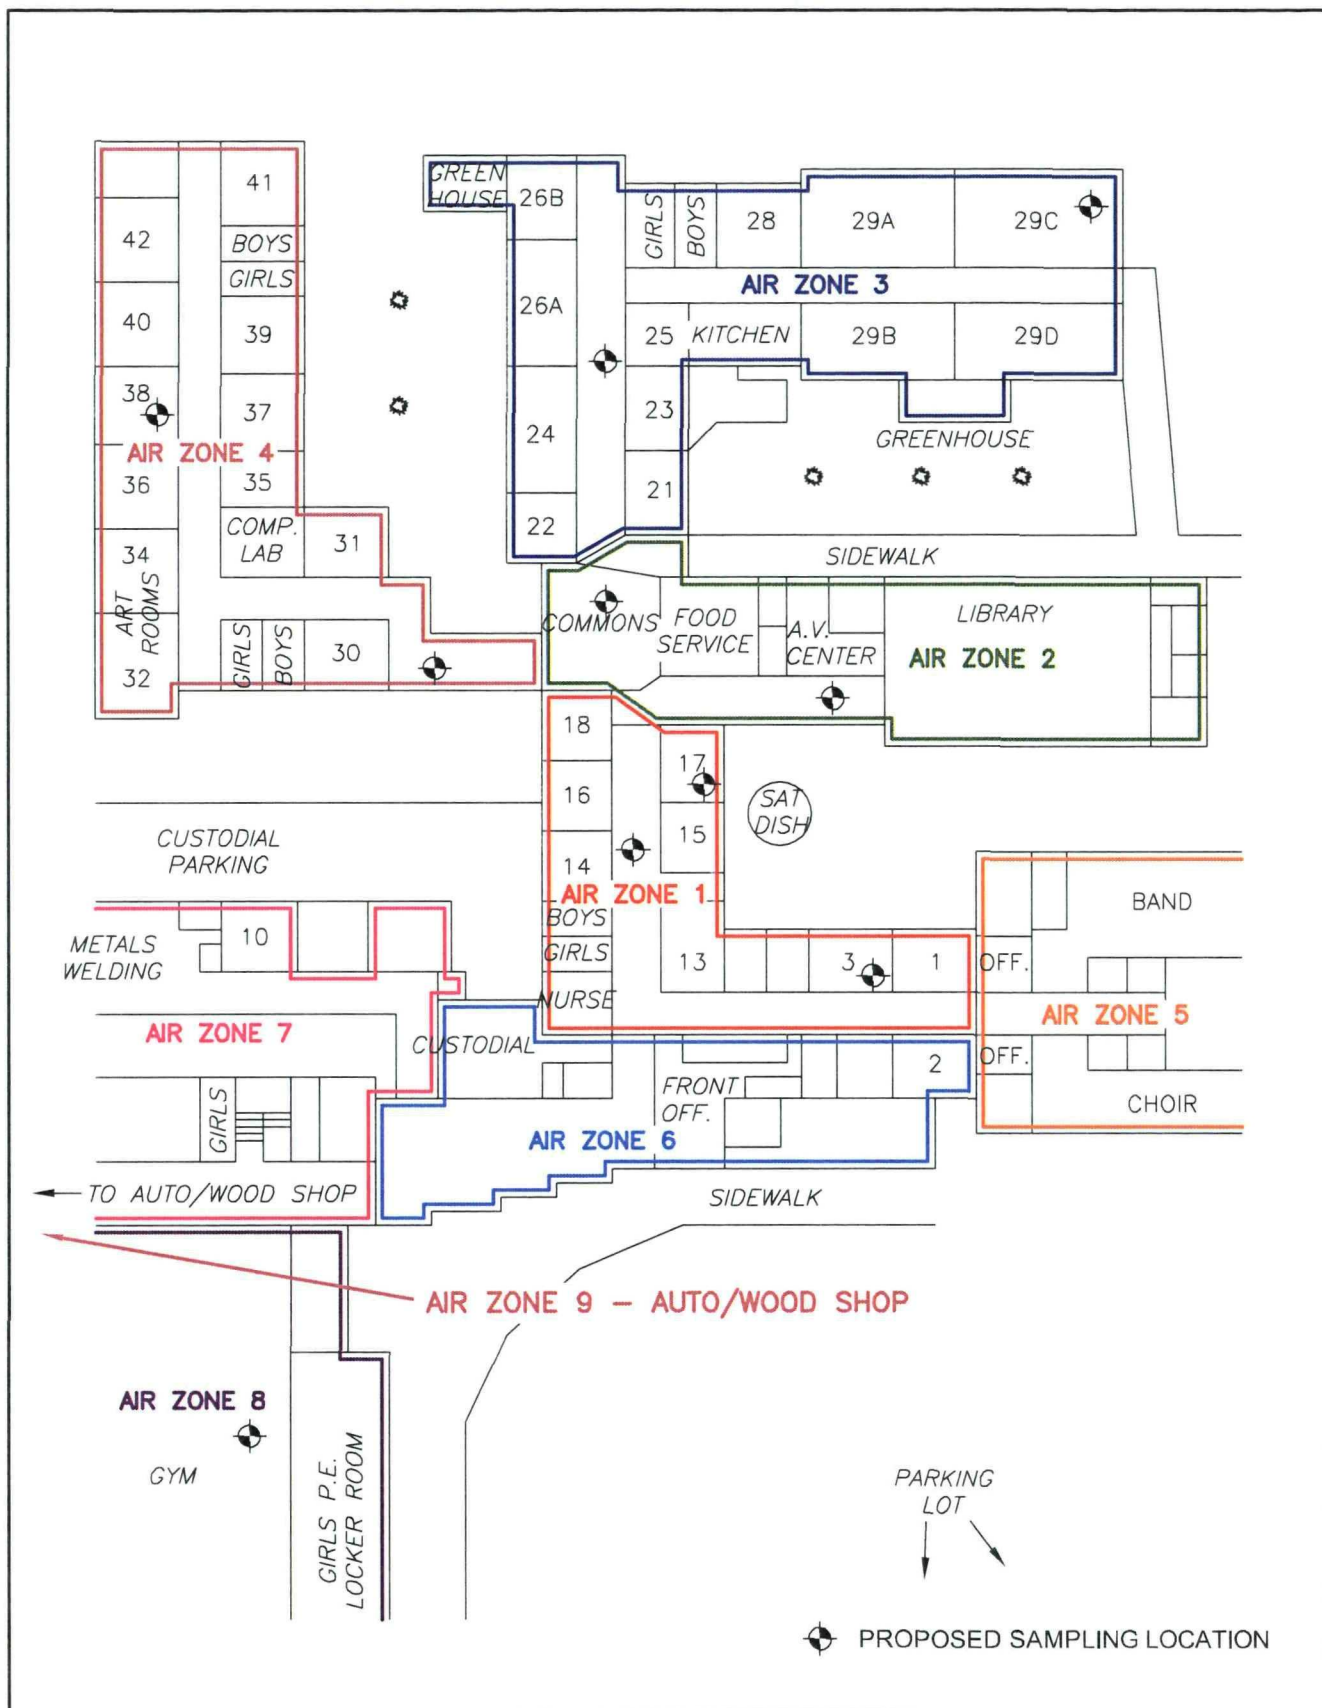 41
42
BOYS
GIRLS
40
39
38
37
AIR ZONE 4
36
35
COMP.
LAB
31
34
ART
ROOMS
32
GIRLS
BOYS
30
GREEN
HOUSE
26B
26A
24
22
GIRLS
BOYS
28
29A
29C
AIR ZONE 3
25
KITCHEN
29B
29D
23
21
GREENHOUSE
SIDEWALK
COMMONS
FOOD
SERVICE
A.V.
CENTER
LIBRARY
AIR ZONE 2
18
17
16
15
14
SAT
DISH
AIR ZONE 1
BOYS
GIRLS
NURSE
13
3
1
CUSTODIAL
PARKING
METALS
WELDING
10
AIR ZONE 7
GIRLS
TO AUTO/WOOD SHOP
CUSTODIAL
FRONT
OFF.
2
AIR ZONE 6
SIDEWALK
BAND
OFF.
AIR ZONE 5
OFF.
CHOIR
AIR ZONE 9 – AUTO/WOOD SHOP
AIR ZONE 8
GYM
GIRLS P.E.
LOCKER ROOM
PARKING
LOT
PROPOSED SAMPLING LOCATION